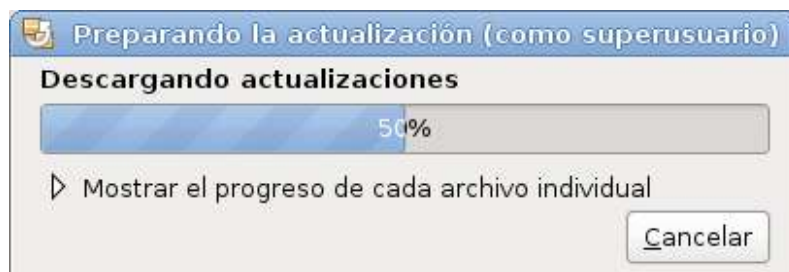 Preparando la actualización (como superusuario)
Descargando actualizaciones
50%
Mostrar el progreso de cada archivo individual
Cancelar